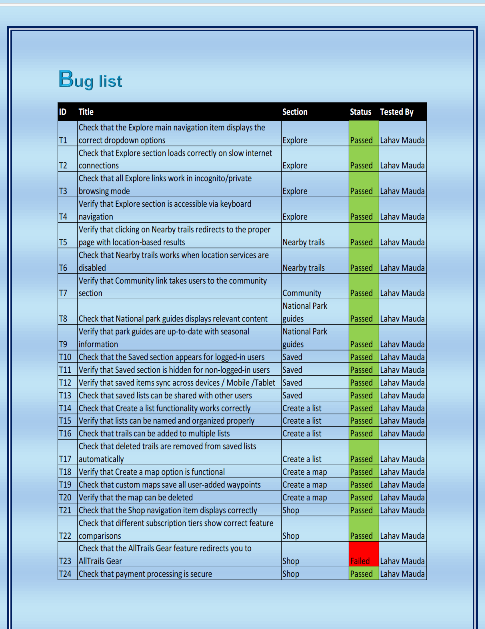 Bug list
ID Title Section Status Tested By
Check that the Explore main navigation item displays the
T1 correct dropdown options Explore Passed Lahav Mauda
Check that Explore section loads correctly on slow internet
T2 connections Explore Passed Lahav Mauda
Check that all Explore links work in incognito/private
T3 browsing mode Explore Passed Lahav Mauda
Verify that Explore section is accessible via keyboard
T4 navigation Explore Passed Lahav Mauda
Verify that clicking on Nearby trails redirects to the proper
T5 page with location-based results Nearby trails Passed Lahav Mauda
Check that Nearby trails works when location services are
T6 disabled Nearby trails Passed Lahav Mauda
Verify that Community link takes users to the community
T7 section Community Passed Lahav Mauda
National Park
T8 Check that National park guides displays relevant content guides Passed Lahav Mauda
Verify that park guides are up-to-date with seasonal National Park
T9 information guides Passed Lahav Mauda
T10 Check that the Saved section appears for logged-in users Saved Passed Lahav Mauda
T11 Verify that Saved section is hidden for non-logged-in users Saved Passed Lahav Mauda
T12 Verify that saved items sync across devices / Mobile /Tablet Saved Passed Lahav Mauda
T13 Check that saved lists can be shared with other users Saved Passed Lahav Mauda
T14 Check that Create a list functionality works correctly Create a list Passed Lahav Mauda
T15 Verify that lists can be named and organized properly Create a list Passed Lahav Mauda
T16 Check that trails can be added to multiple lists Create a list Passed Lahav Mauda
Check that deleted trails are removed from saved lists
T17 automatically Create a list Passed Lahav Mauda
T18 Verify that Create a map option is functional Create a map Passed Lahav Mauda
T19 Check that custom maps save all user-added waypoints Create a map Passed Lahav Mauda
T20 Verify that the map can be deleted Create a map Passed Lahav Mauda
T21 Check that the Shop navigation item displays correctly Shop Passed Lahav Mauda
Check that different subscription tiers show correct feature
T22 comparisons Shop Passed Lahav Mauda
Check that the AllTrails Gear feature redirects you to
T23 AllTrails Gear Shop Failed Lahav Mauda
T24 Check that payment processing is secure Shop Passed Lahav Mauda